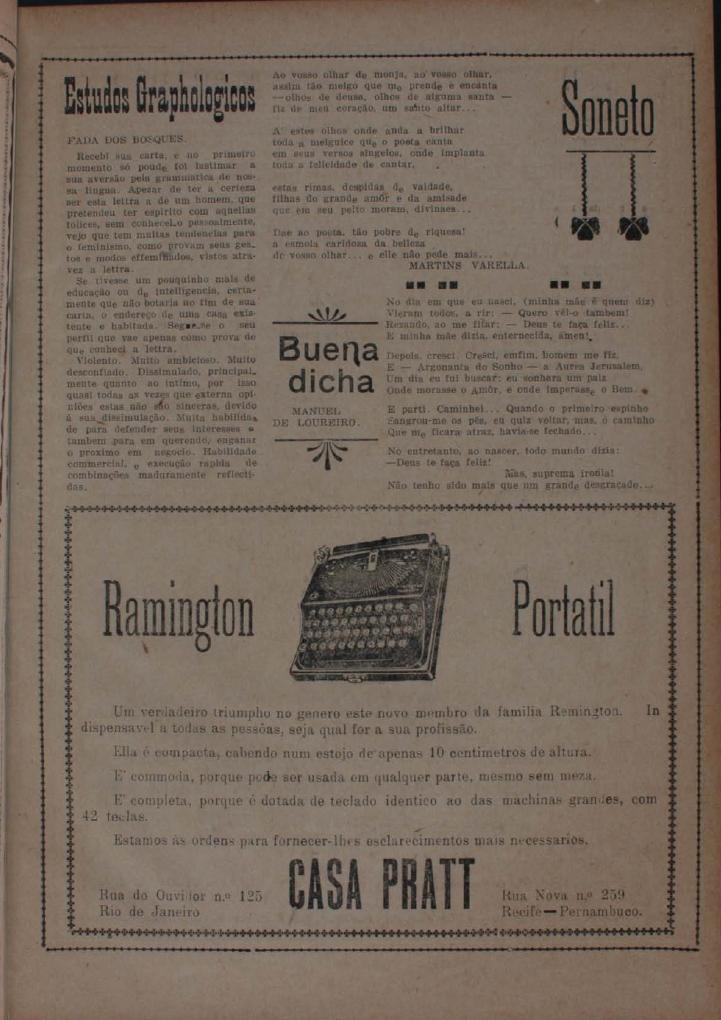 Estudos Graphologicos
FADA DOS BOSQUES.
Recebi sua carta, e no primeiro
momento só poude foi lastimar a
sua aversão pela grammatica de nos-
sa lingua. Apezar de ter a certeza
ser esta lettra a de um homem, que
pretendeu ter espirito com aquellas
tolices, sem conhecel-o pessoalmente,
vejo que tem muitas tendencias para
o feminismo, como provam seus ges-
tos e modos effeminados, vistos atra-
vez a lettra.
Se tivesse um pouquinho mais de
educação ou de intelligencia, certa-
mente que não botaria no fim de sua
carta, o endereço de uma casa exis-
tente e habitada. Segue-se o seu
perfil que vae apenas como prova de
que conheci a lettra.
Violento. Muito ambicioso. Muito
desconfiado. Dissimulado, principal-
mente quanto ao intimo, por isso
quasi todas as vezes que externa opi-
niões estas não são sinceras, devido
á sua dissimulação. Muita habilida-
de para defender seus interesses e
tambem para em querendo, enganar
o proximo em negocio. Habilidade
commercial, e execução rapida de
combinações maduramente reflecti-
das.
Soneto
Ao vosso olhar de monja, ao vosso olhar,
assim tão meigo que me prende e encanta
—olhos de deusa, olhos de alguma santa —
fiz de meu coração, um santo altar...
A' estes olhos onde anda a brilhar
toda a meiguice que o poeta canta
em seus versos singelos, onde implanta
toda a felicidade de cantar,
estas rimas, despidas de vaidade,
filhas do grande amôr e da amisade
que em seu peito moram, divinaes...
Dae ao poeta, tão pobre de riquesa!
a esmola caridoza da belleza
de vosso olhar... e elle não pede mais...
MARTINS VARELLA.
Buena
dicha
MANUEL
DE LOUREIRO.
No dia em que eu nasci, (minha mãe é quem diz)
Vieram todos, a rir: — Quero vêl-o tambem!
Rezando, ao me fitar: — Deus te faça feliz...
E minha mãe dizia, enternecida, ámen!
Depois, cresci. Cresci, emfim, homem me fiz,
E — Argonanta do Sonho — a Aurea Jerusalem,
Um dia eu fui buscar: eu sonhara um paiz
Onde morasse o Amôr, e onde imperasse o Bem.
E parti. Caminhei... Quando o primeiro espinho
Sangrou-me os pés, eu quiz voltar, mas, o caminho
Que me ficara atraz, havia-se fechado...
No entretanto, ao nascer, todo mundo dizia:
—Deus te faça feliz!
Mas, suprema ironia!
Não tenho sido mais que um grande desgraçado...
Ramington Portatil
Um verdadeiro triumpho no genero este novo membro da familia Remington. In
dispensavel a todas as pessôas, seja qual for a sua profissão.
Ella é compacta, cabendo num estojo de apenas 10 centimetros de altura.
E' commoda, porque pode ser usada em qualquer parte, mesmo sem meza.
E' completa, porque é dotada de teclado identico ao das machinas grandes, com
42 teclas.
Estamos ás ordens para fornecer-lhes esclarecimentos mais necessarios.
CASA PRATT
Rua do Ouvidor n.º 125
Rio de Janeiro
Rua Nova n.º 259
Recife—Pernambuco.